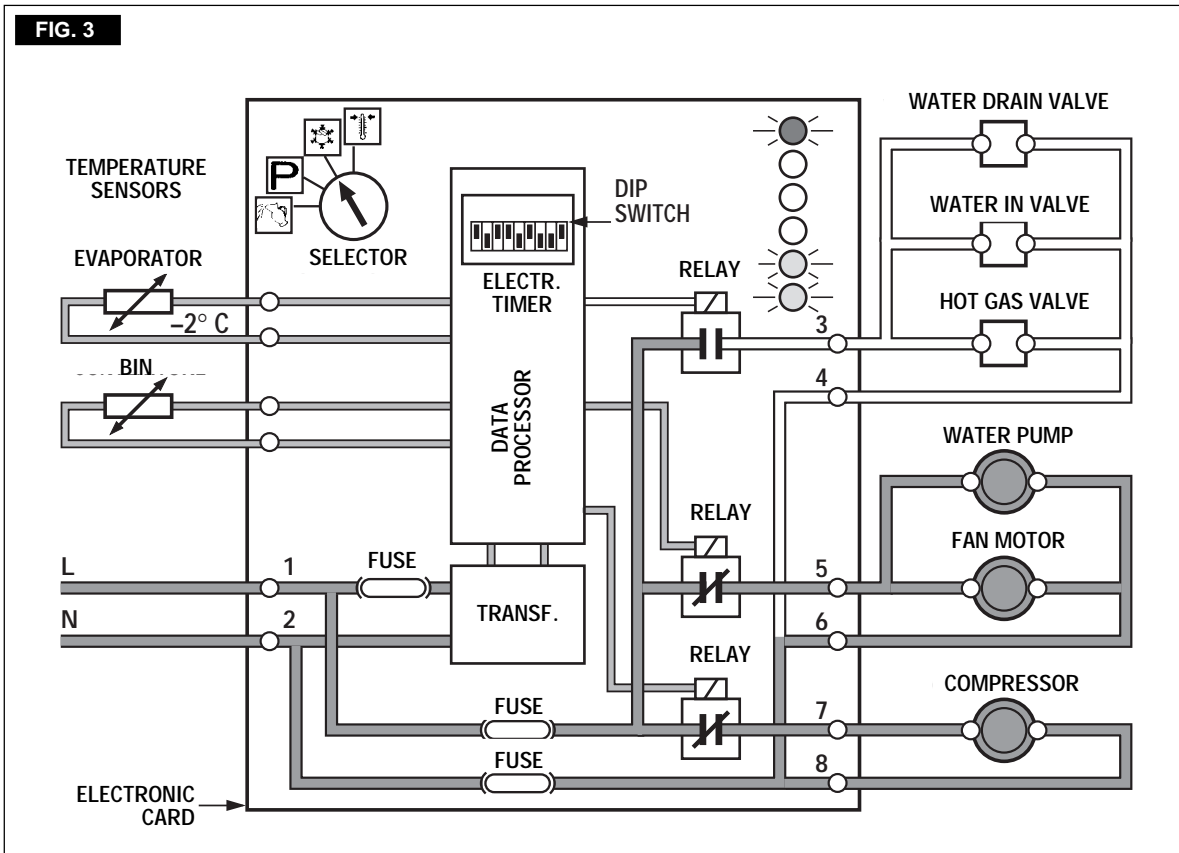 FIG. 3
WATER DRAIN VALVE
TEMPERATURE
SENSORS
P
DIP
SWITCH
WATER IN VALVE
EVAPORATOR
SELECTOR
ELECTR.
TIMER
RELAY
HOT GAS VALVE
–2° C
3
BIN
4
DATA
PROCESSOR
WATER PUMP
RELAY
FAN MOTOR
L
1
FUSE
5
TRANSF.
N
2
6
RELAY
COMPRESSOR
FUSE
7
FUSE
8
ELECTRONIC
CARD